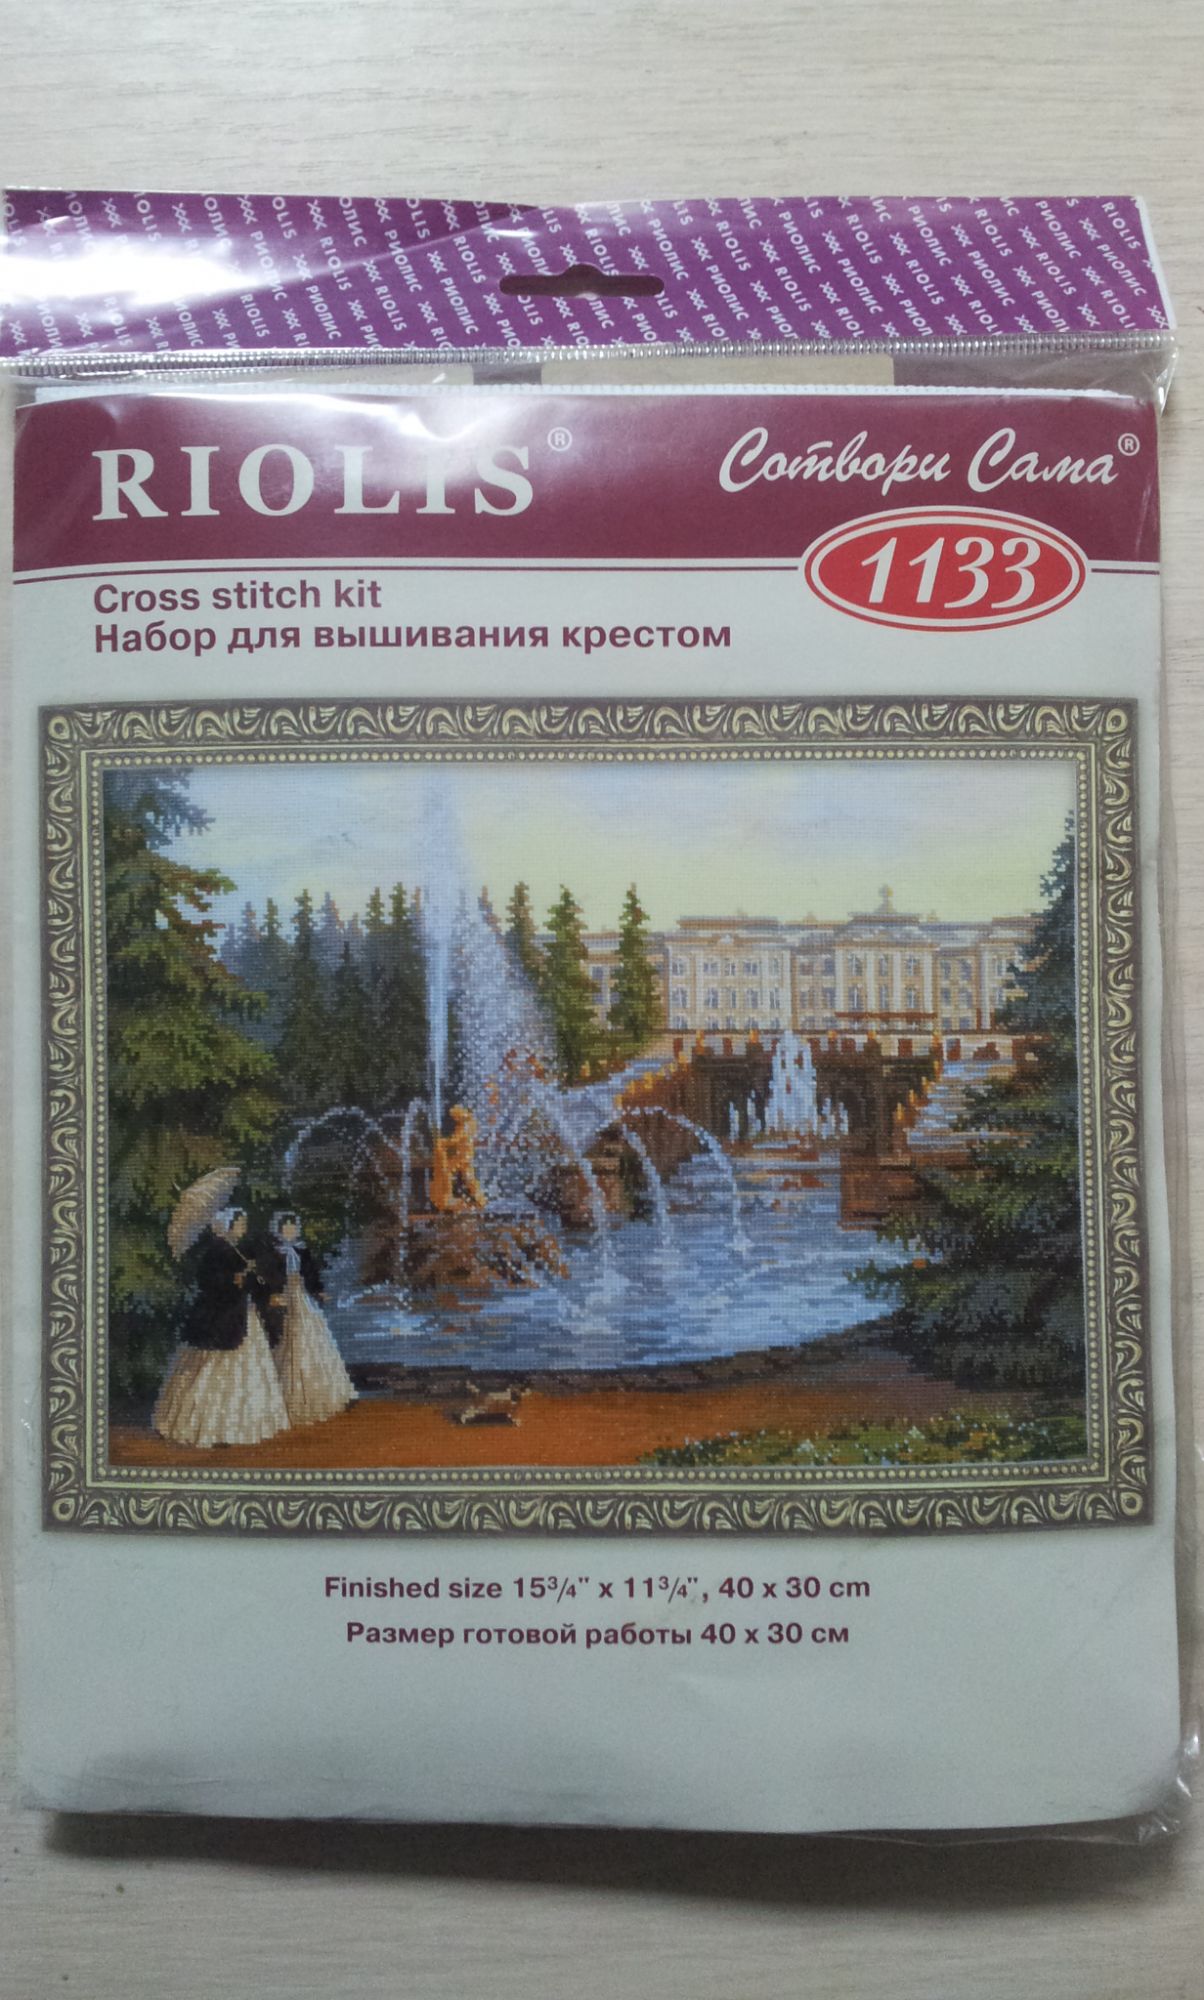 RIOLIS РИОЛИС
RIOLIS®
Сотвори Сама®
1133
Cross stitch kit
Набор для вышивания крестом
Finished size 15¾" x 11¾", 40 x 30 cm
Размер готовой работы 40 x 30 см